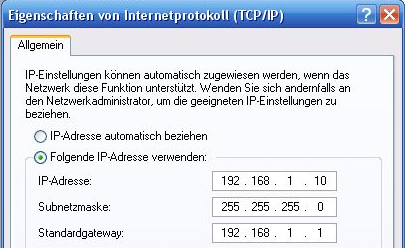 Eigenschaften von Internetprotokoll (TCP/IP)
Allgemein
IP-Einstellungen können automatisch zugewiesen werden, wenn das
Netzwerk diese Funktion unterstützt. Wenden Sie sich andernfalls an
den Netzwerkadministrator, um die geeigneten IP-Einstellungen zu
beziehen.
IP-Adresse automatisch beziehen
Folgende IP-Adresse verwenden:
IP-Adresse: 192 . 168 . 1 . 10
Subnetzmaske: 255 . 255 . 255 . 0
Standardgateway: 192 . 168 . 1 . 1